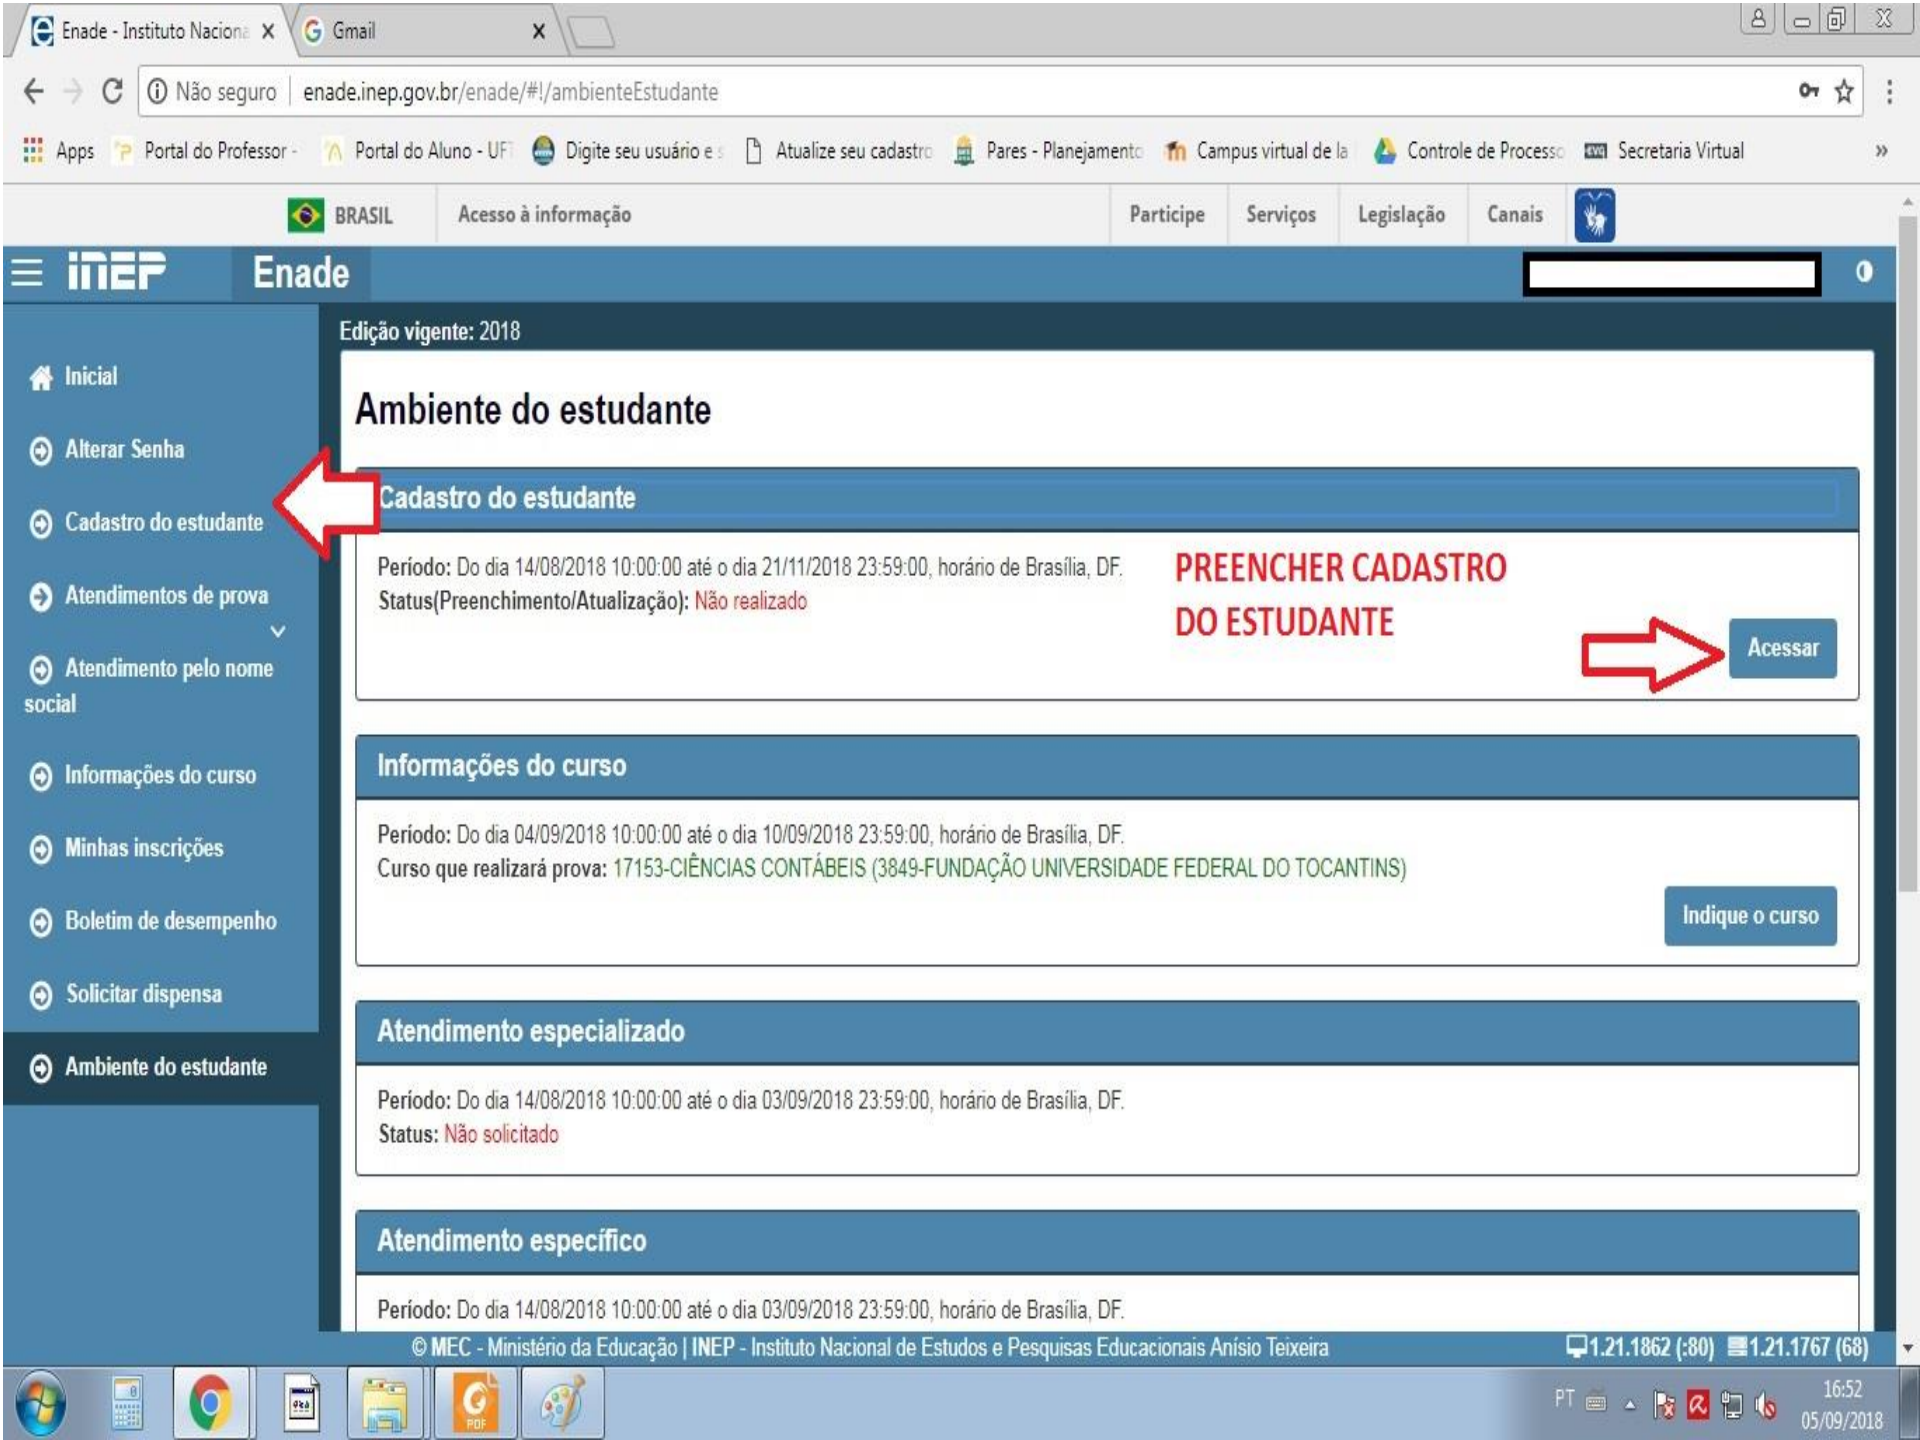 Enade - Instituto Naciona
Gmail
Não seguro | enade.inep.gov.br/enade/#!/ambienteEstudante
Apps Portal do Professor - Portal do Aluno - UFT Digite seu usuário e s Atualize seu cadastro Pares - Planejamento Campus virtual de la Controle de Processo EVG Secretaria Virtual »
BRASIL Acesso à informação Participe Serviços Legislação Canais
inep Enade
Edição vigente: 2018
Inicial
Alterar Senha
Cadastro do estudante
Atendimentos de prova
Atendimento pelo nome
social
Informações do curso
Minhas inscrições
Boletim de desempenho
Solicitar dispensa
Ambiente do estudante
Ambiente do estudante
Cadastro do estudante
Período: Do dia 14/08/2018 10:00:00 até o dia 21/11/2018 23:59:00, horário de Brasília, DF.
Status(Preenchimento/Atualização): Não realizado
PREENCHER CADASTRO
DO ESTUDANTE
Acessar
Informações do curso
Período: Do dia 04/09/2018 10:00:00 até o dia 10/09/2018 23:59:00, horário de Brasília, DF.
Curso que realizará prova: 17153-CIÊNCIAS CONTÁBEIS (3849-FUNDAÇÃO UNIVERSIDADE FEDERAL DO TOCANTINS)
Indique o curso
Atendimento especializado
Período: Do dia 14/08/2018 10:00:00 até o dia 03/09/2018 23:59:00, horário de Brasília, DF.
Status: Não solicitado
Atendimento específico
Período: Do dia 14/08/2018 10:00:00 até o dia 03/09/2018 23:59:00, horário de Brasília, DF.
© MEC - Ministério da Educação | INEP - Instituto Nacional de Estudos e Pesquisas Educacionais Anísio Teixeira
1.21.1862 (:80) 1.21.1767 (68)
PDF
PT
16:52
05/09/2018